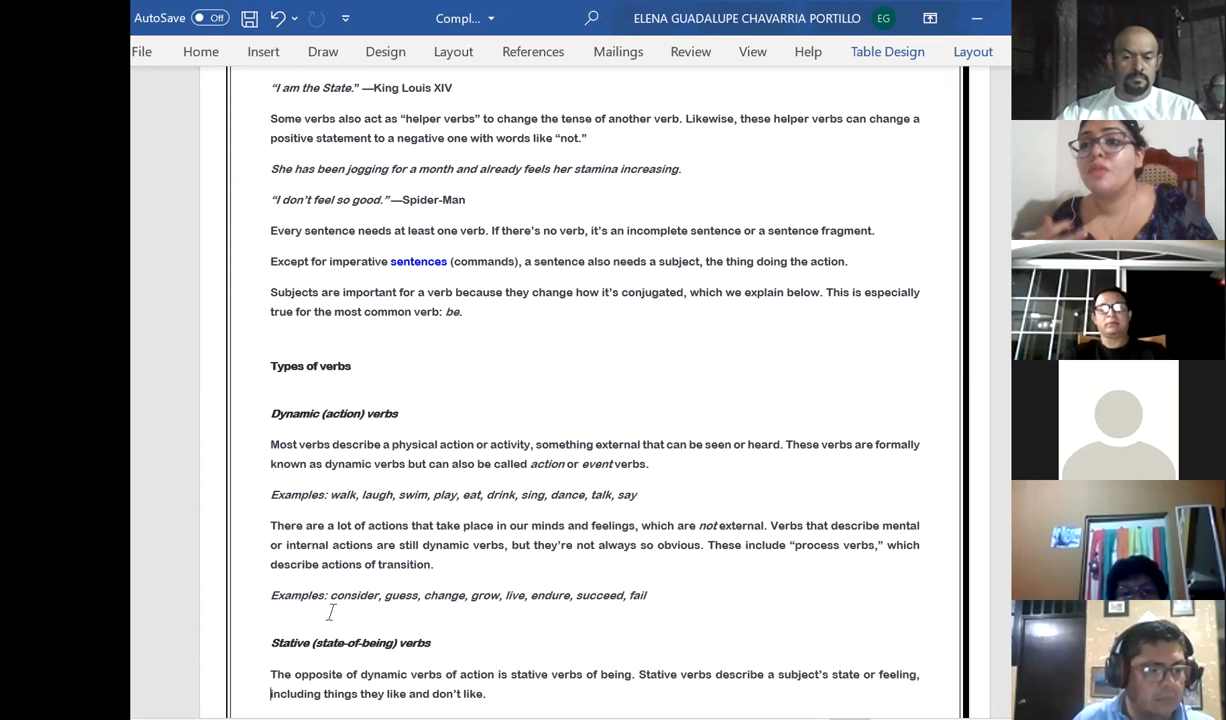 AutoSave Off Compl... ELENA GUADALUPE CHAVARRIA PORTILLO EG
File Home Insert Draw Design Layout References Mailings Review View Help Table Design Layout
“I am the State.” —King Louis XIV
Some verbs also act as “helper verbs” to change the tense of another verb. Likewise, these helper verbs can change a
positive statement to a negative one with words like “not.”
She has been jogging for a month and already feels her stamina increasing.
“I don’t feel so good.” —Spider-Man
Every sentence needs at least one verb. If there’s no verb, it’s an incomplete sentence or a sentence fragment.
Except for imperative sentences (commands), a sentence also needs a subject, the thing doing the action.
Subjects are important for a verb because they change how it’s conjugated, which we explain below. This is especially
true for the most common verb: be.
Types of verbs
Dynamic (action) verbs
Most verbs describe a physical action or activity, something external that can be seen or heard. These verbs are formally
known as dynamic verbs but can also be called action or event verbs.
Examples: walk, laugh, swim, play, eat, drink, sing, dance, talk, say
There are a lot of actions that take place in our minds and feelings, which are not external. Verbs that describe mental
or internal actions are still dynamic verbs, but they’re not always so obvious. These include “process verbs,” which
describe actions of transition.
Examples: consider, guess, change, grow, live, endure, succeed, fail
Stative (state-of-being) verbs
The opposite of dynamic verbs of action is stative verbs of being. Stative verbs describe a subject’s state or feeling,
including things they like and don’t like.